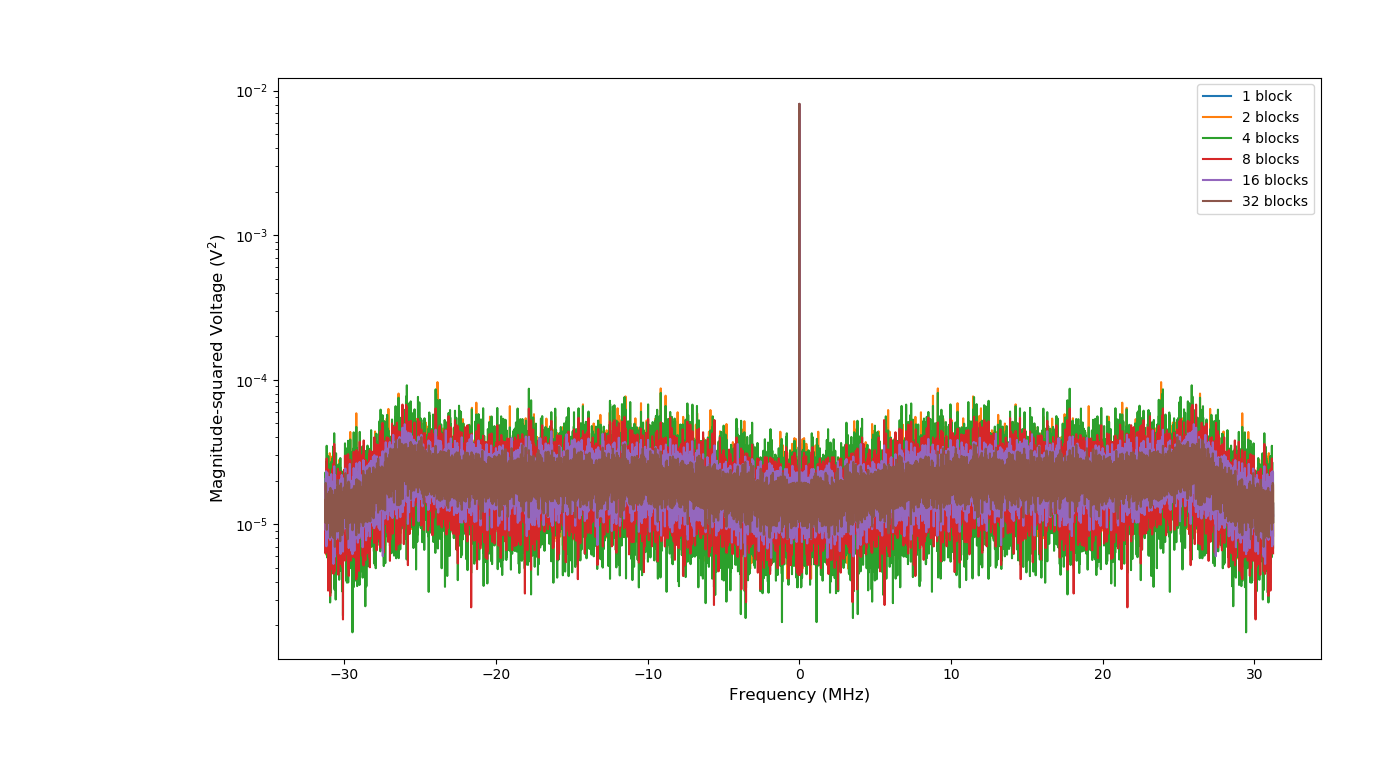 10⁻²
10⁻³
10⁻⁴
10⁻⁵
Magnitude-squared Voltage (V²)
1 block
2 blocks
4 blocks
8 blocks
16 blocks
32 blocks
−30 −20 −10 0 10 20 30
Frequency (MHz)